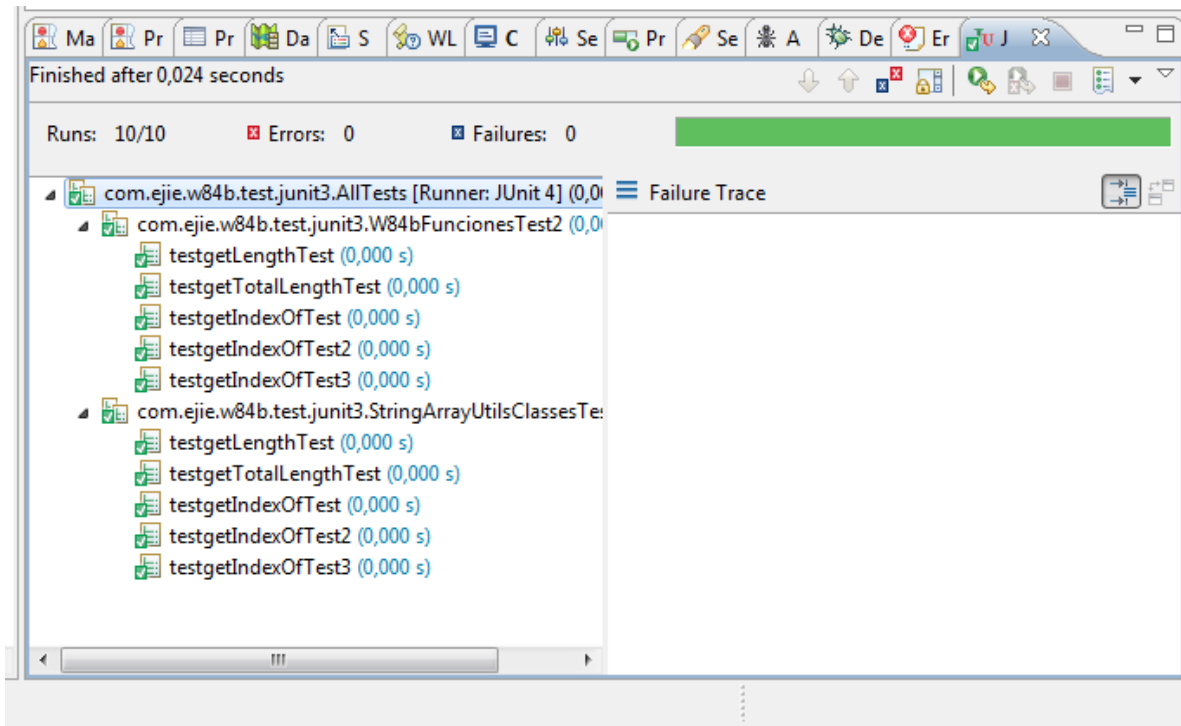 Ma Pr Pr Da S WL C Se Pr Se A De Er J
Finished after 0,024 seconds
Runs: 10/10 Errors: 0 Failures: 0
com.ejie.w84b.test.junit3.AllTests [Runner: JUnit 4] (0,0
Failure Trace
com.ejie.w84b.test.junit3.W84bFuncionesTest2 (0,0
testgetLengthTest (0,000 s)
testgetTotalLengthTest (0,000 s)
testgetIndexOfTest (0,000 s)
testgetIndexOfTest2 (0,000 s)
testgetIndexOfTest3 (0,000 s)
com.ejie.w84b.test.junit3.StringArrayUtilsClassesTes
testgetLengthTest (0,000 s)
testgetTotalLengthTest (0,000 s)
testgetIndexOfTest (0,000 s)
testgetIndexOfTest2 (0,000 s)
testgetIndexOfTest3 (0,000 s)